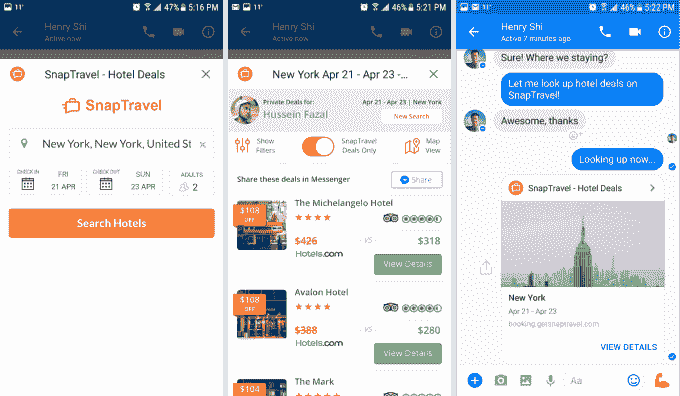 11° 47% 5:16 PM
Henry Shi
Active now
SnapTravel - Hotel Deals
SnapTravel
New York, New York, United St
CHECK IN
FRI
21 APR
CHECK OUT
SUN
23 APR
ADULTS
2
Search Hotels
11° 46% 5:21 PM
Henry Shi
Active now
New York Apr 21 - Apr 23 -...
Private Deals for:
Hussein Fazal
Apr 21 - Apr 23 | New York
New Search
Show
Filters
SnapTravel
Deals Only
Map
View
Share these deals in Messenger
Share
The Michelangelo Hotel
$108
OFF
$426
VS
$318
Hotels.com
View Details
Avalon Hotel
$108
OFF
$388
VS
$280
Hotels.com
View Details
The Mark
$104
11° 46% 5:22 PM
Henry Shi
Active 2 minutes ago
Sure! Where we staying?
Let me look up hotel deals on
SnapTravel!
Awesome, thanks
Looking up now...
SnapTravel - Hotel Deals
New York
Apr 21 - Apr 23
booking.getsnaptravel.com
VIEW DETAILS
Aa